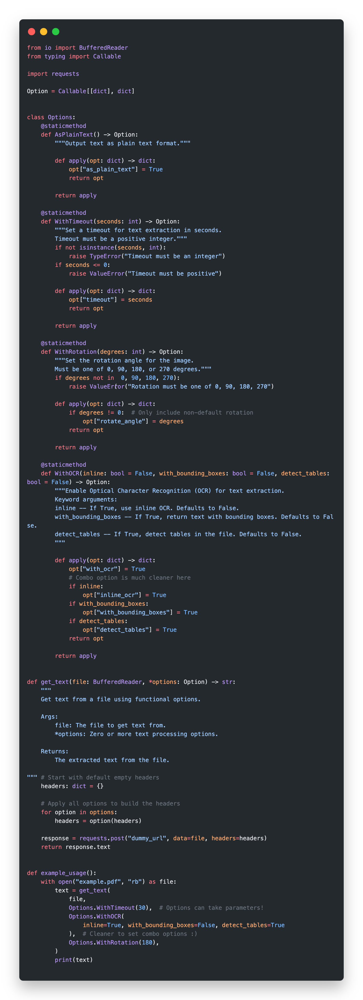 from io import BufferedReader
from typing import Callable

import requests

Option = Callable[[dict], dict]


class Options:
    @staticmethod
    def AsPlainText() -> Option:
        """Output text as plain text format."""

        def apply(opt: dict) -> dict:
            opt["as_plain_text"] = True
            return opt

        return apply

    @staticmethod
    def WithTimeout(seconds: int) -> Option:
        """Set a timeout for text extraction in seconds.
        Timeout must be a positive integer."""
        if not isinstance(seconds, int):
            raise TypeError("Timeout must be an integer")
        if seconds <= 0:
            raise ValueError("Timeout must be positive")

        def apply(opt: dict) -> dict:
            opt["timeout"] = seconds
            return opt

        return apply

    @staticmethod
    def WithRotation(degrees: int) -> Option:
        """Set the rotation angle for the image.
        Must be one of 0, 90, 180, or 270 degrees."""
        if degrees not in  0, 90, 180, 270):
            raise ValueError("Rotation must be one of 0, 90, 180, 270")

        def apply(opt: dict) -> dict:
            if degrees != 0:  # Only include non-default rotation
                opt["rotate_angle"] = degrees
            return opt

        return apply

    @staticmethod
    def WithOCR(inline: bool = False, with_bounding_boxes: bool = False, detect_tables:
bool = False) -> Option:
        """Enable Optical Character Recognition (OCR) for text extraction.
        Keyword arguments:
        inline -- If True, use inline OCR. Defaults to False.
        with_bounding_boxes -- If True, return text with bounding boxes. Defaults to Fal
se.
        detect_tables -- If True, detect tables in the file. Defaults to False.
        """

        def apply(opt: dict) -> dict:
            opt["with_ocr"] = True
            # Combo option is much cleaner here
            if inline:
                opt["inline_ocr"] = True
            if with_bounding_boxes:
                opt["with_bounding_boxes"] = True
            if detect_tables:
                opt["detect_tables"] = True
            return opt

        return apply


def get_text(file: BufferedReader, *options: Option) -> str:
    """
    Get text from a file using functional options.

    Args:
        file: The file to get text from.
        *options: Zero or more text processing options.

    Returns:
        The extracted text from the file.

""" # Start with default empty headers
    headers: dict = {}

    # Apply all options to build the headers
    for option in options:
        headers = option(headers)

    response = requests.post("dummy_url", data=file, headers=headers)
    return response.text


def example_usage():
    with open("example.pdf", "rb") as file:
        text = get_text(
            file,
            Options.WithTimeout(30),  # Options can take parameters!
            Options.WithOCR(
                inline=True, with_bounding_boxes=False, detect_tables=True
            ),  # Cleaner to set combo options :)
            Options.WithRotation(180),
        )
        print(text)